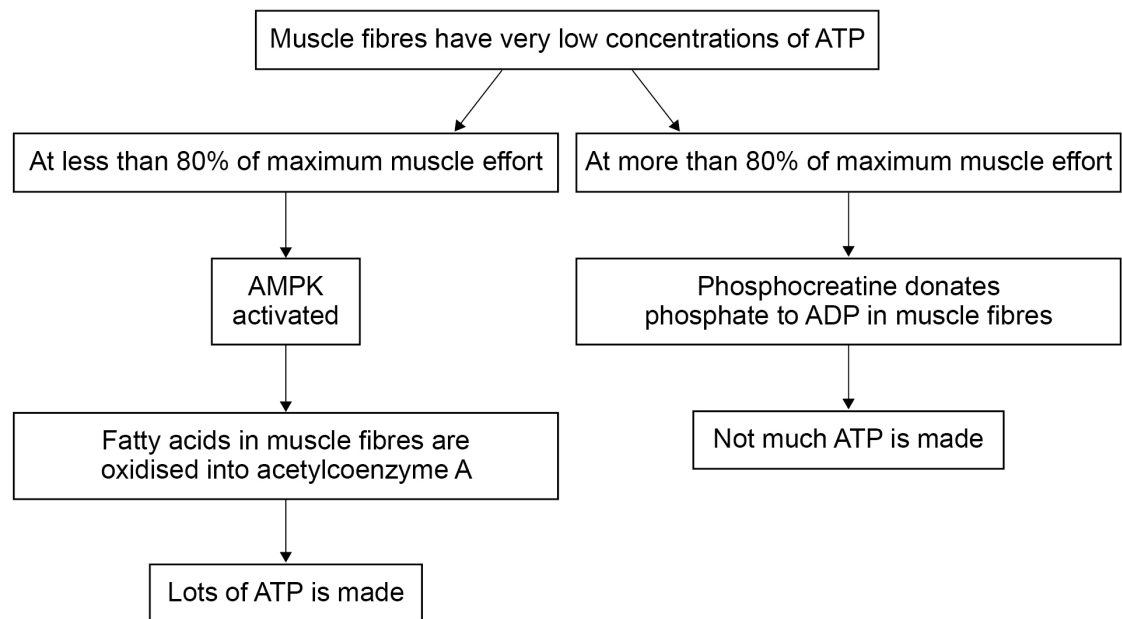 Muscle fibres have very low concentrations of ATP
At less than 80% of maximum muscle effort
At more than 80% of maximum muscle effort
AMPK
activated
Phosphocreatine donates
phosphate to ADP in muscle fibres
Fatty acids in muscle fibres are
oxidised into acetylcoenzyme A
Not much ATP is made
Lots of ATP is made